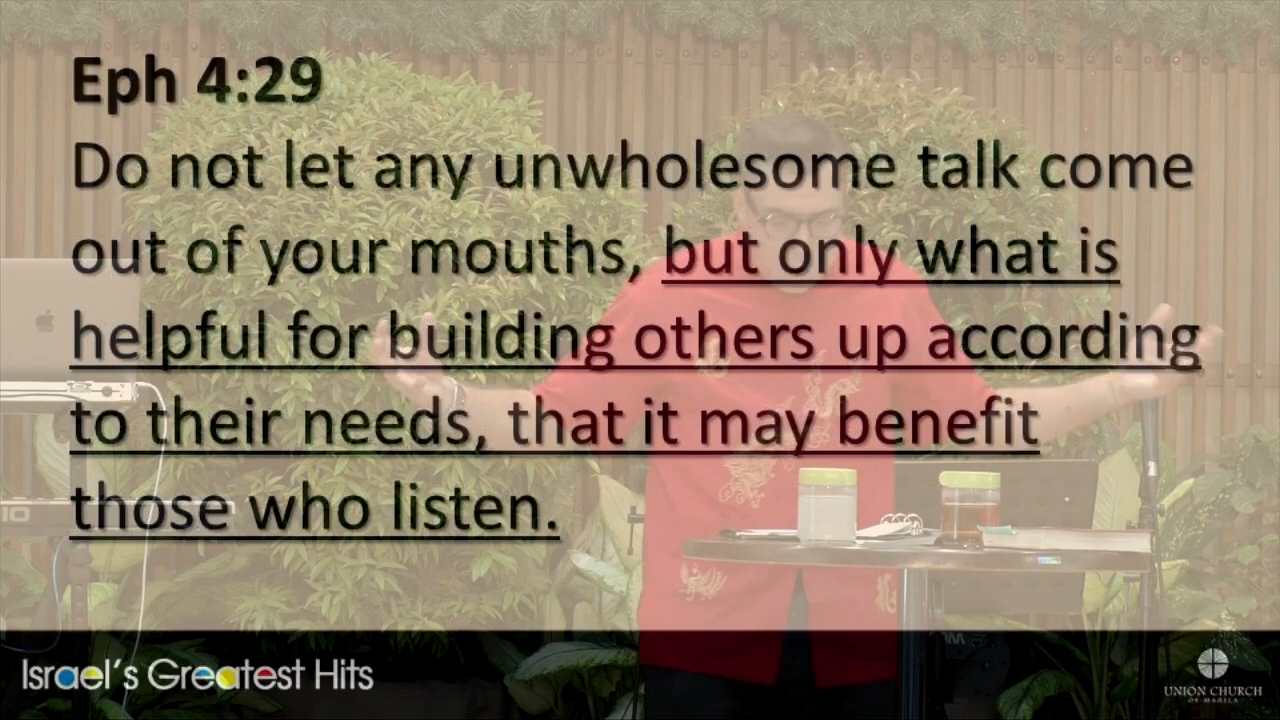 Eph 4:29
Do not let any unwholesome talk come
out of your mouths, but only what is
helpful for building others up according
to their needs, that it may benefit
those who listen.
Israel's Greatest Hits
UNION CHURCH
OF MANILA